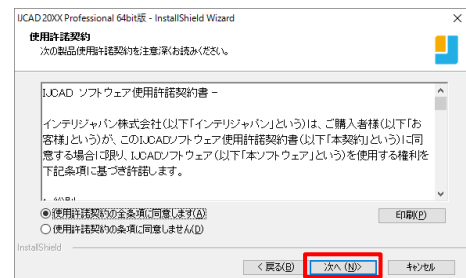 IJCAD 20XX Professional 64bit版 - InstallShield Wizard
使用許諾契約
次の製品使用許諾契約を注意深くお読みください。
IJCAD ソフトウェア使用許諾契約書 –
インテリジャパン株式会社(以下「インテリジャパン」という)は、ご購入者様(以下「お
客様」という)が、このIJCADソフトウェア使用許諾契約書(以下「本契約」という)に同
意する場合に限り、IJCADソフトウェア(以下「本ソフトウェア」という)を使用する権利を
下記条項に基づき許諾します。
使用許諾契約の全条項に同意します(A)
印刷(P)
使用許諾契約の条項に同意しません(D)
InstallShield
< 戻る(B)
次へ (N)>
キャンセル